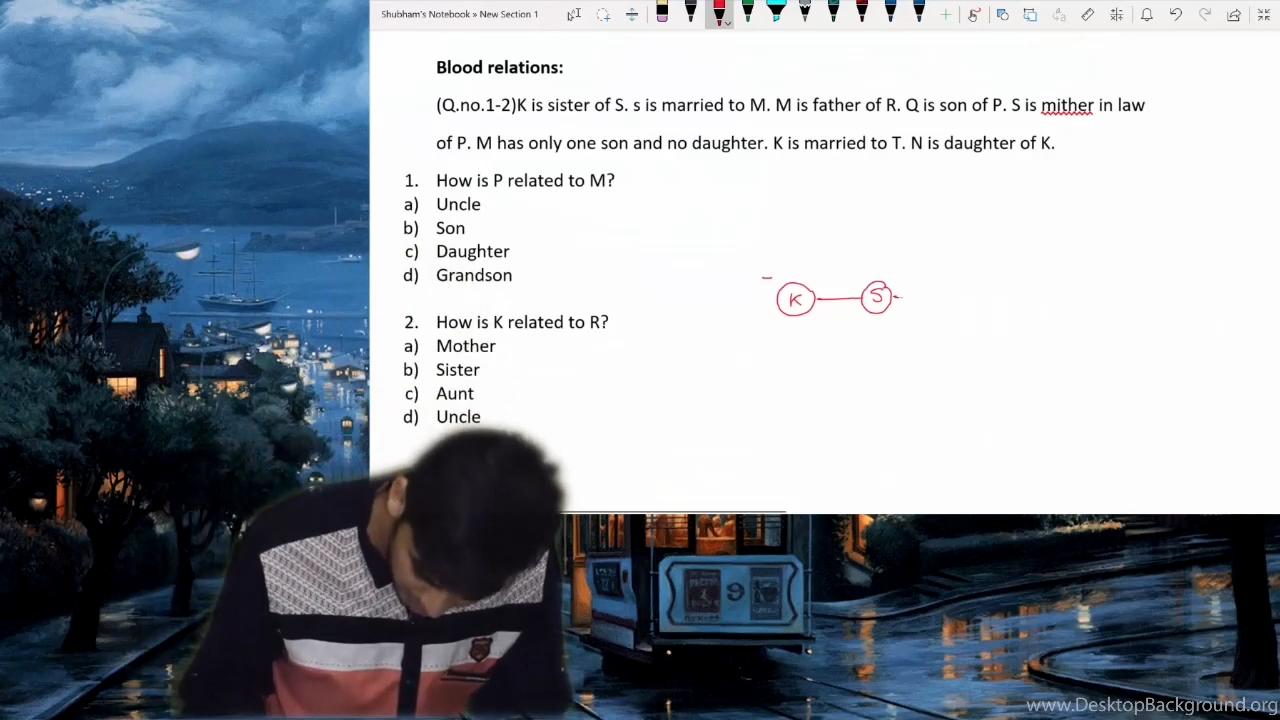 Shubham's Notebook » New Section 1
Blood relations:
(Q.no.1-2)K is sister of S. s is married to M. M is father of R. Q is son of P. S is mither in law
of P. M has only one son and no daughter. K is married to T. N is daughter of K.
1. How is P related to M?
a) Uncle
b) Son
c) Daughter
d) Grandson
K S
2. How is K related to R?
a) Mother
b) Sister
c) Aunt
d) Uncle
9
www.DesktopBackground.org